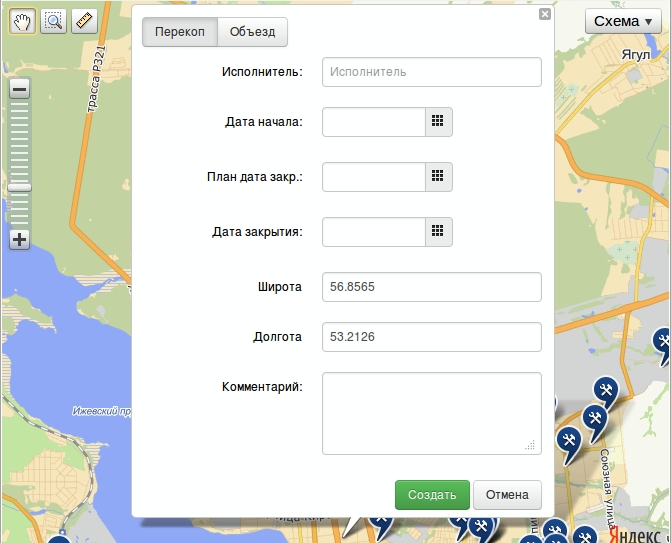 Перекоп Объезд
Схема
Ягул
трасса Р321
Исполнитель: Исполнитель
Дата начала:
План дата закр.:
Дата закрытия:
Широта 56.8565
Долгота 53.2126
Комментарий:
Ижевский пр
Союзная улица
Создать Отмена
Яндекс